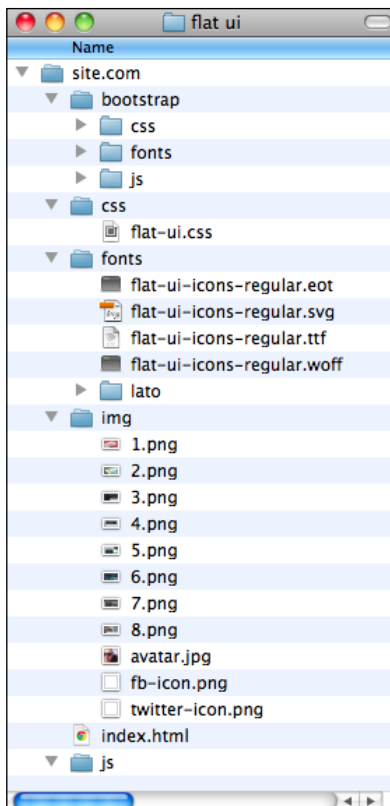 flat ui
Name
site.com
bootstrap
css
fonts
js
css
flat-ui.css
fonts
flat-ui-icons-regular.eot
flat-ui-icons-regular.svg
flat-ui-icons-regular.ttf
flat-ui-icons-regular.woff
lato
img
1.png
2.png
3.png
4.png
5.png
6.png
7.png
8.png
avatar.jpg
fb-icon.png
twitter-icon.png
index.html
js